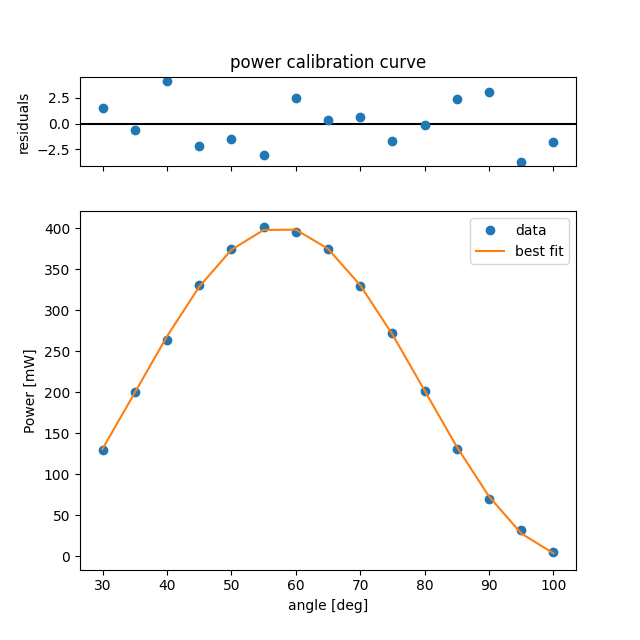 power calibration curve
residuals
2.5
0.0
−2.5
Power [mW]
400
350
300
250
200
150
100
50
0
data
best fit
30 40 50 60 70 80 90 100
angle [deg]